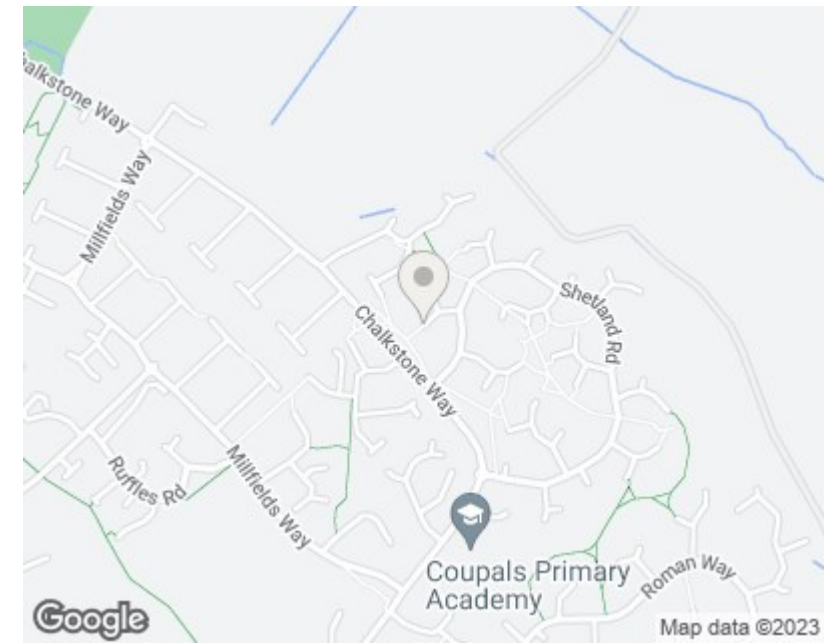 halkstone Way
Millfields Way
Shetland Rd
Chalkstone Way
Millfields Way
Ruffles Rd
Coupals Primary
Academy
Roman Way
Google
Map data ©2023